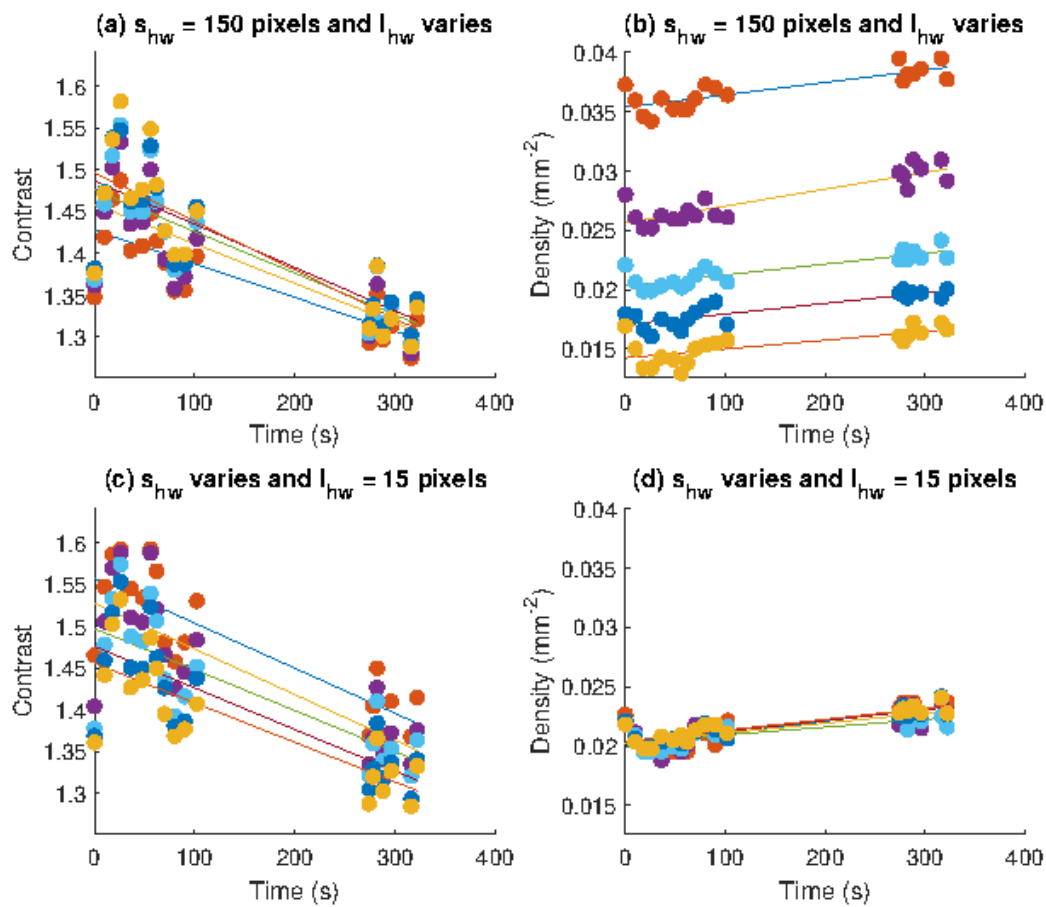 (a) s_hw = 150 pixels and l_hw varies
Contrast
1.6
1.55
1.5
1.45
1.4
1.35
1.3
0 100 200 300 400
Time (s)
(b) s_hw = 150 pixels and l_hw varies
Density (mm^-2)
0.04
0.035
0.03
0.025
0.02
0.015
0 100 200 300 400
Time (s)
(c) s_hw varies and l_hw = 15 pixels
Contrast
1.6
1.55
1.5
1.45
1.4
1.35
1.3
0 100 200 300 400
Time (s)
(d) s_hw varies and l_hw = 15 pixels
Density (mm^-2)
0.04
0.035
0.03
0.025
0.02
0.015
0 100 200 300 400
Time (s)